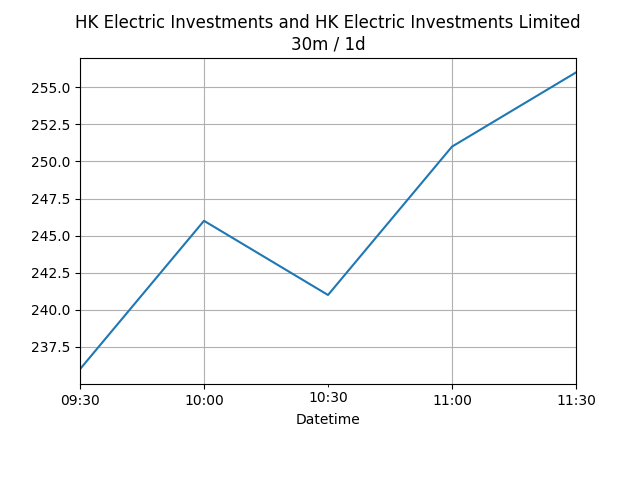 HK Electric Investments and HK Electric Investments Limited
30m / 1d
255.0
252.5
250.0
247.5
245.0
242.5
240.0
237.5
09:30 10:00 10:30 11:00 11:30
Datetime